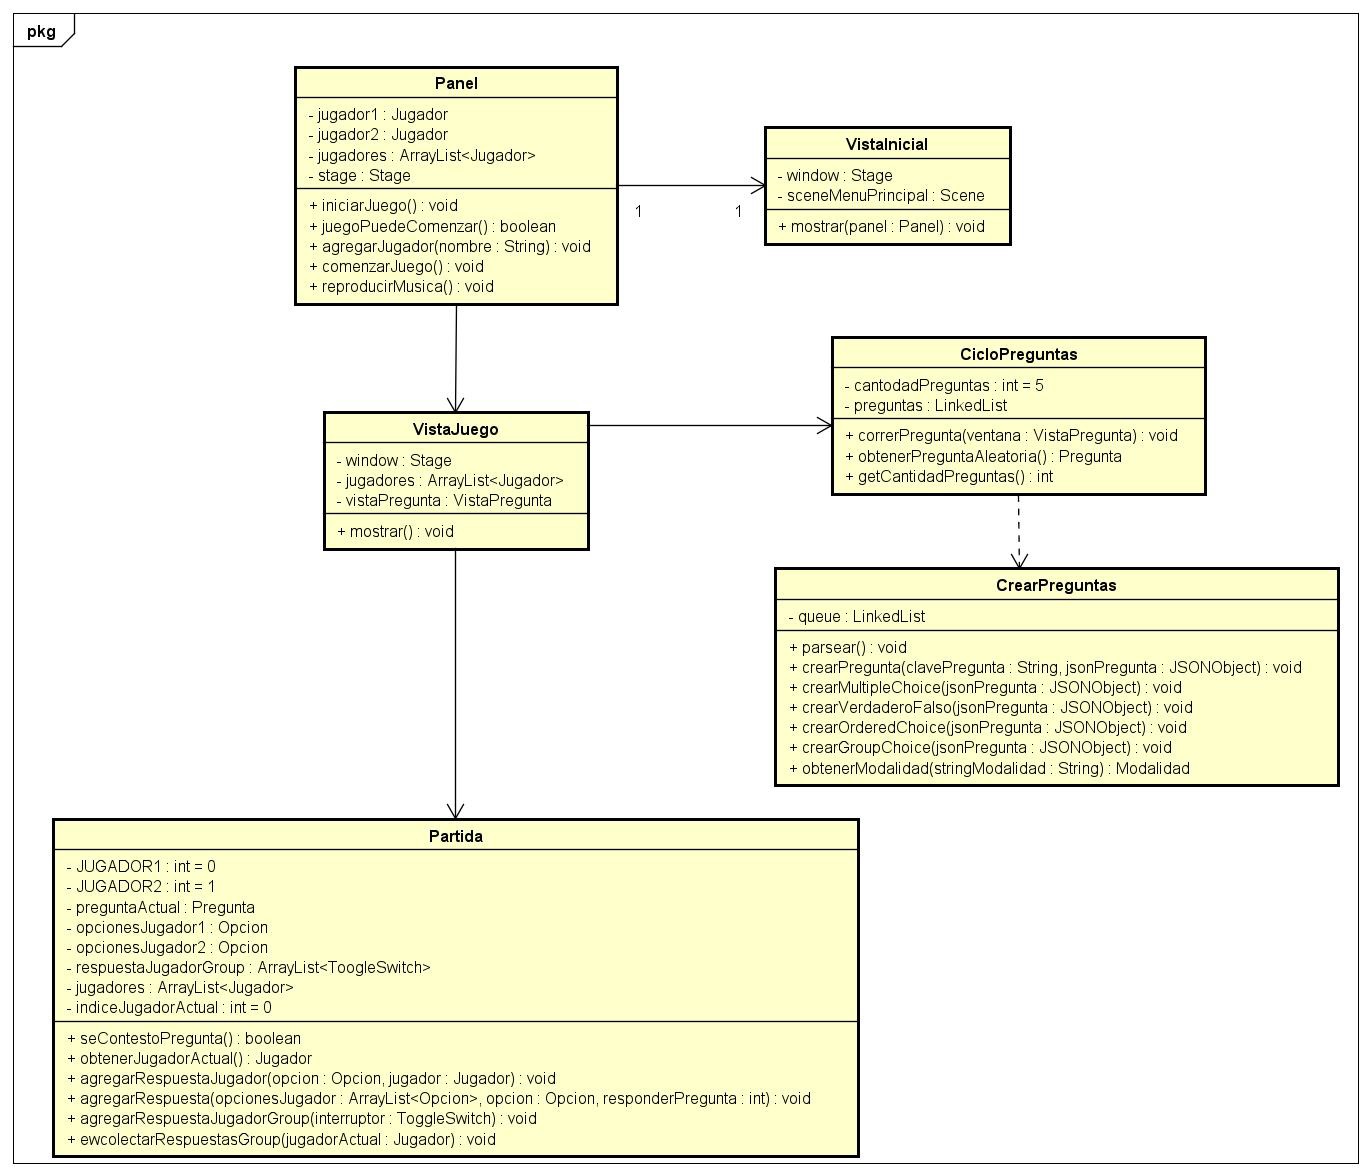 pkg
Panel
- jugador1 : Jugador
- jugador2 : Jugador
- jugadores : ArrayList<Jugador>
- stage : Stage
+ iniciarJuego() : void
+ juegoPuedeComenzar() : boolean
+ agregarJugador(nombre : String) : void
+ comenzarJuego() : void
+ reproducirMusica() : void
1
1
VistaInicial
- window : Stage
- sceneMenuPrincipal : Scene
+ mostrar(panel : Panel) : void
VistaJuego
- window : Stage
- jugadores : ArrayList<Jugador>
- vistaPregunta : VistaPregunta
+ mostrar() : void
CicloPreguntas
- cantodadPreguntas : int = 5
- preguntas : LinkedList
+ correrPregunta(ventana : VistaPregunta) : void
+ obtenerPreguntaAleatoria() : Pregunta
+ getCantidadPreguntas() : int
CrearPreguntas
- queue : LinkedList
+ parsear() : void
+ crearPregunta(clavePregunta : String, jsonPregunta : JSONObject) : void
+ crearMultipleChoice(jsonPregunta : JSONObject) : void
+ crearVerdaderoFalso(jsonPregunta : JSONObject) : void
+ crearOrderedChoice(jsonPregunta : JSONObject) : void
+ crearGroupChoice(jsonPregunta : JSONObject) : void
+ obtenerModalidad(stringModalidad : String) : Modalidad
Partida
- JUGADOR1 : int = 0
- JUGADOR2 : int = 1
- preguntaActual : Pregunta
- opcionesJugador1 : Opcion
- opcionesJugador2 : Opcion
- respuestaJugadorGroup : ArrayList<ToogleSwitch>
- jugadores : ArrayList<Jugador>
- indiceJugadorActual : int = 0
+ seContestoPregunta() : boolean
+ obtenerJugadorActual() : Jugador
+ agregarRespuestaJugador(opcion : Opcion, jugador : Jugador) : void
+ agregarRespuesta(opcionesJugador : ArrayList<Opcion>, opcion : Opcion, responderPregunta : int) : void
+ agregarRespuestaJugadorGroup(interruptor : ToggleSwitch) : void
+ ewcolectarRespuestasGroup(jugadorActual : Jugador) : void